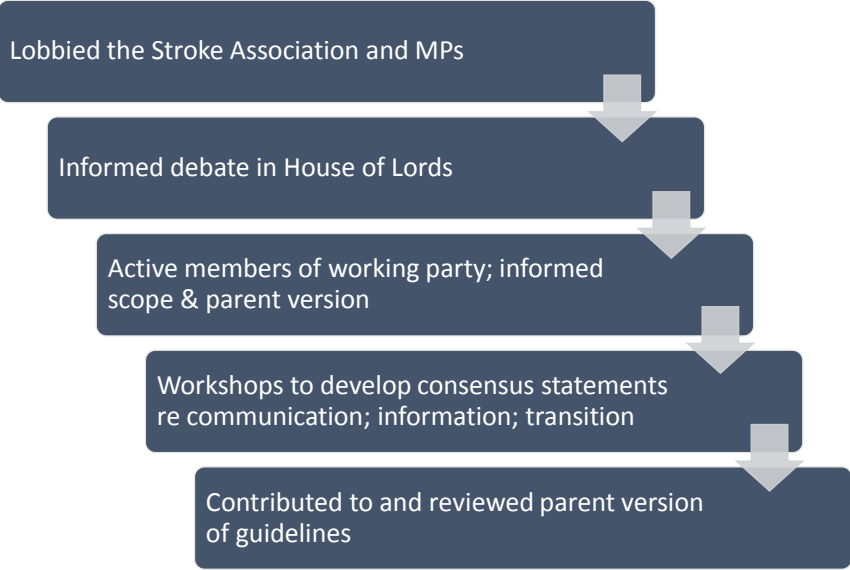 Lobbied the Stroke Association and MPs
Informed debate in House of Lords
Active members of working party; informed
scope & parent version
Workshops to develop consensus statements
re communication; information; transition
Contributed to and reviewed parent version
of guidelines